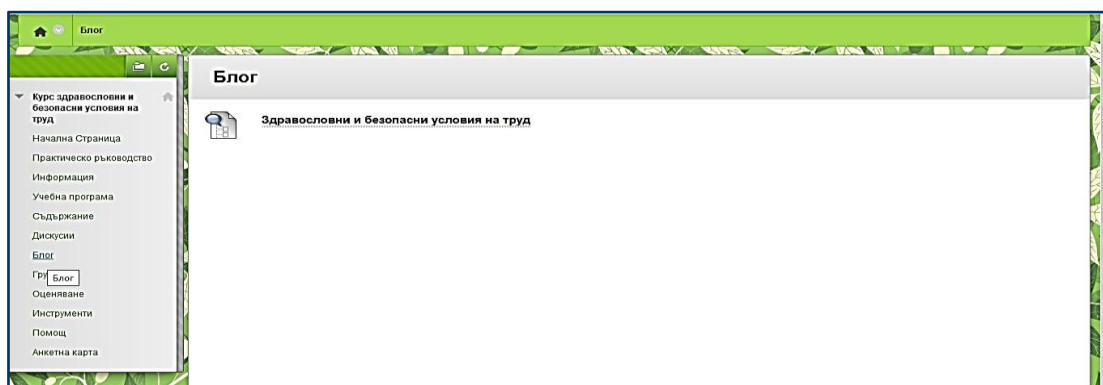 Блог
Курс здравословни и
безопасни условия на
труд
Начална Страница
Практическо ръководство
Информация
Учебна програма
Съдържание
Дискусии
Блог
Гру
Блог
Оценяване
Инструменти
Помощ
Анкетна карта
Блог
Здравословни и безопасни условия на труд